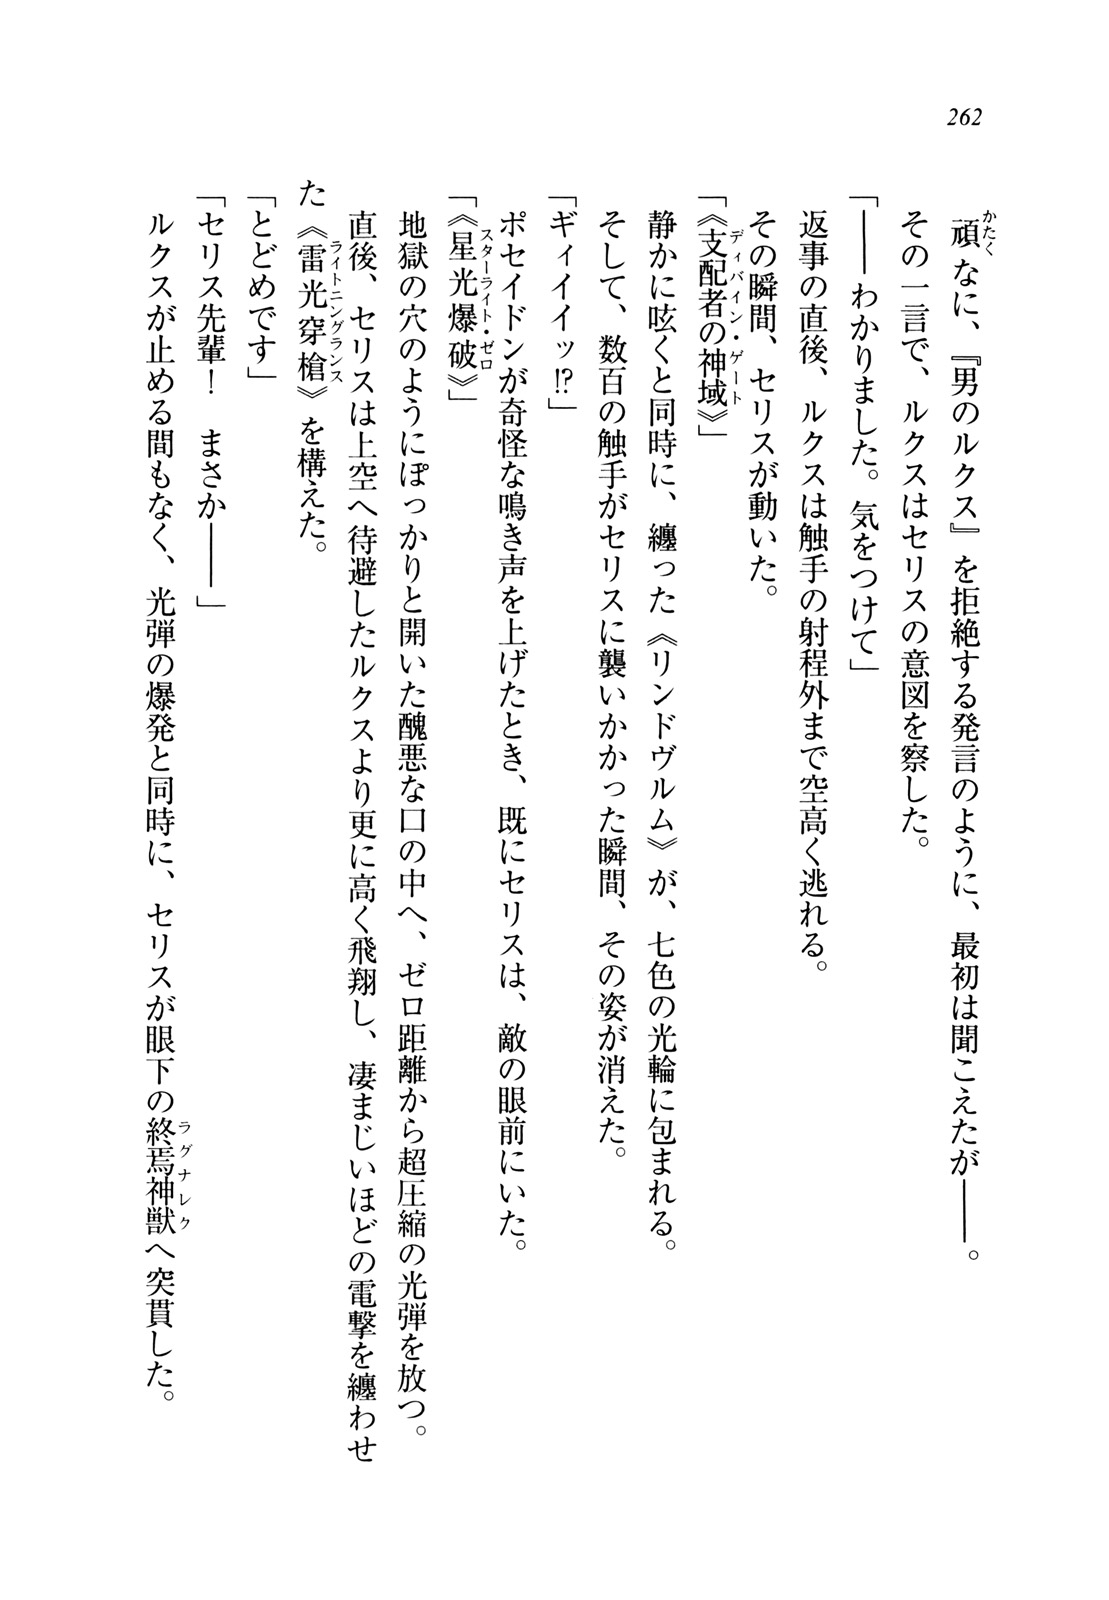 262
頑なに、『男のルクス』を拒絶する発言のように、最初は聞こえたが――。
その一言で、ルクスはセリスの意図を察した。
「――わかりました。気をつけて」
返事の直後、ルクスは触手の射程外まで空高く逃れる。
その瞬間、セリスが動いた。
「《支配者の神域》」
静かに呟くと同時に、纏った《リンドヴルム》が、七色の光輪に包まれる。
そして、数百の触手がセリスに襲いかかった瞬間、その姿が消えた。
「ギィイイッ!?」
ポセイドンが奇怪な鳴き声を上げたとき、既にセリスは、敵の眼前にいた。
「《星光爆破》」
地獄の穴のようにぽっかりと開いた醜悪な口の中へ、ゼロ距離から超圧縮の光弾を放つ。
直後、セリスは上空へ待避したルクスより更に高く飛翔し、凄まじいほどの電撃を纏わせ
た《雷光穿槍》を構えた。
「とどめです」
「セリス先輩！　まさか――」
ルクスが止める間もなく、光弾の爆発と同時に、セリスが眼下の終焉神獣へ突貫した。
かたく
ディバイン・ゲート
スターライト・ゼロ
ライトニングランス
ラグナレク